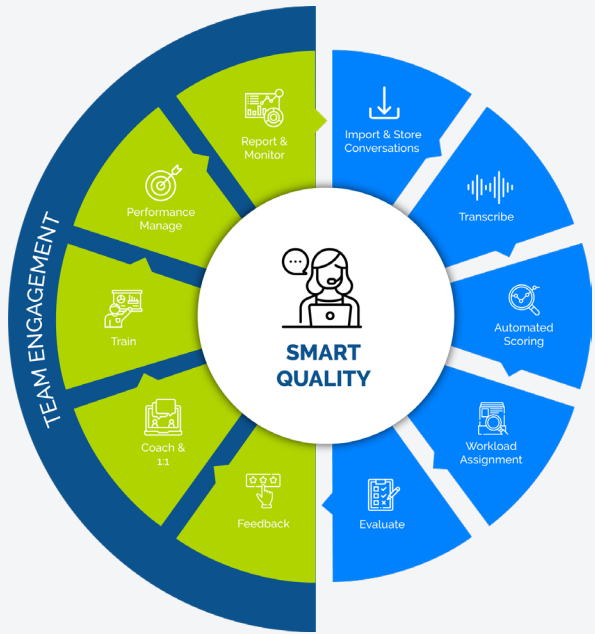 Import & Store
Conversations
Transcribe
Automated
Scoring
Workload
Assignment
Evaluate
Feedback
Coach &
1:1
Train
Performance
Manage
Report &
Monitor
TEAM ENGAGEMENT
SMART
QUALITY